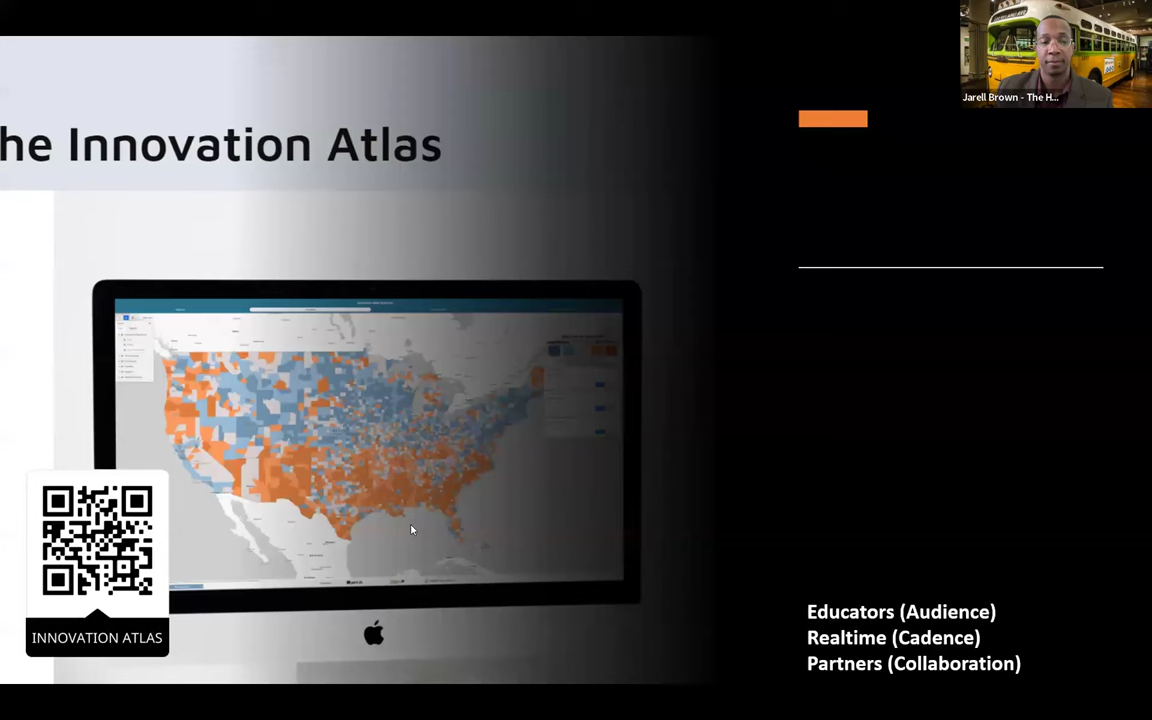 he Innovation Atlas
Jarell Brown - The H...
INNOVATION ATLAS
Educators (Audience)
Realtime (Cadence)
Partners (Collaboration)